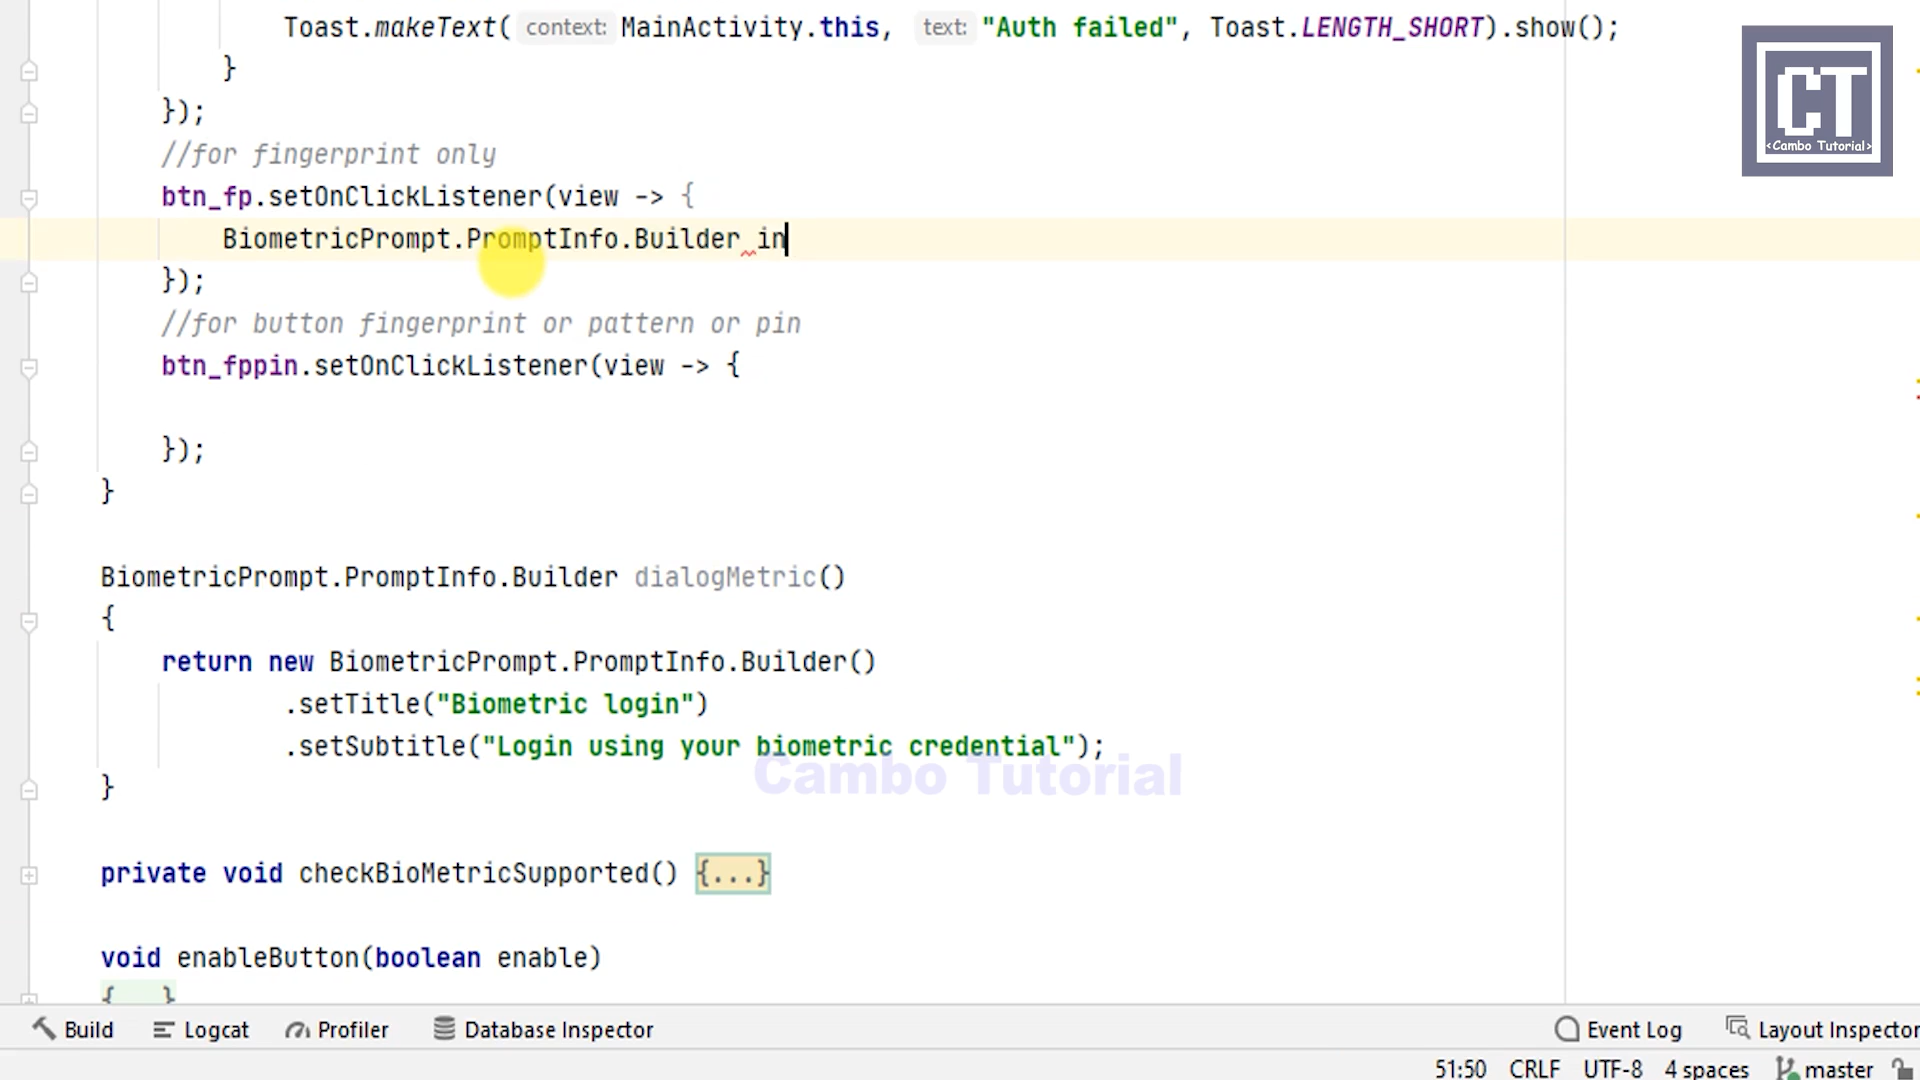 Toast.makeText( context: MainActivity.this, text: "Auth failed", Toast.LENGTH_SHORT).show();
}
});
//for fingerprint only
btn_fp.setOnClickListener(view -> {
BiometricPrompt.PromptInfo.Builder in
});
//for button fingerprint or pattern or pin
btn_fppin.setOnClickListener(view -> {
});
}
BiometricPrompt.PromptInfo.Builder dialogMetric()
{
return new BiometricPrompt.PromptInfo.Builder()
.setTitle("Biometric login")
.setSubtitle("Login using your biometric credential");
}
Cambo Tutorial
private void checkBioMetricSupported() {...}
void enableButton(boolean enable)
{...}
CT
<Cambo Tutorial>
Build Logcat Profiler Database Inspector Event Log Layout Inspector
51:50 CRLF UTF-8 4 spaces master